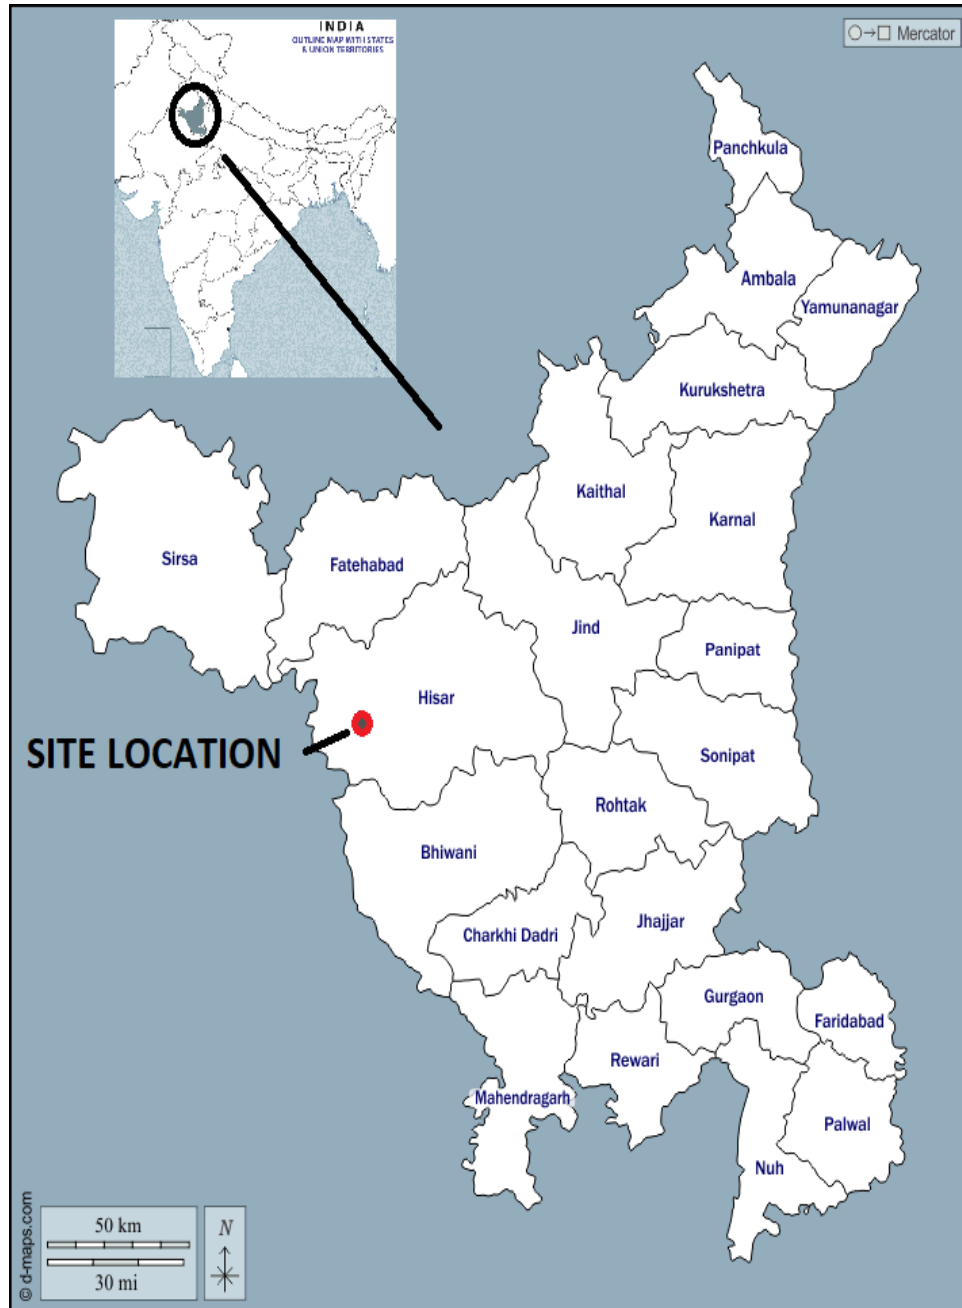 INDIA
OUTLINE MAP WITH STATES
& UNION TERRITORIES
Mercator
Panchkula
Ambala
Yamunanagar
Kurukshetra
Kaithal
Karnal
Sirsa
Fatehabad
Jind
Panipat
Hisar
SITE LOCATION
Sonipat
Rohtak
Bhiwani
Jhajjar
Charkhi Dadri
Gurgaon
Faridabad
Rewari
Mahendragarh
Palwal
Nuh
50 km
30 mi
N
© d-maps.com